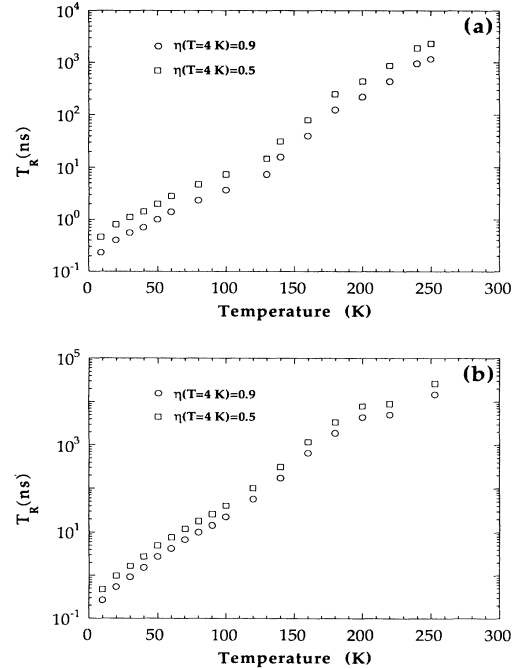 (a)
○ η(T=4 K)=0.9
□ η(T=4 K)=0.5
T_R(ns)
10^4
10^3
10^2
10^1
10^0
10^-1
0 50 100 150 200 250 300
Temperature (K)
(b)
○ η(T=4 K)=0.9
□ η(T=4 K)=0.5
T_R(ns)
10^5
10^3
10^1
10^-1
0 50 100 150 200 250 300
Temperature (K)